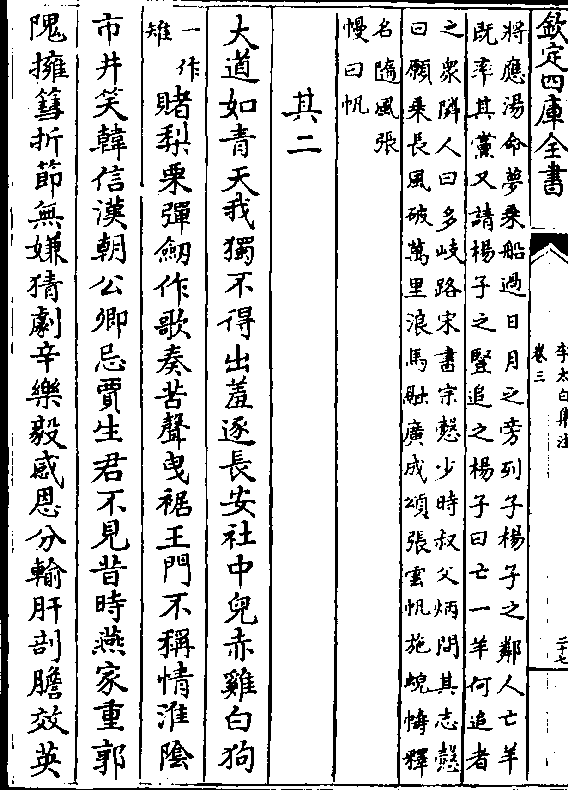 欽定四庫全書
李太白集注
卷三
二十七
將應湯命夢乗船過日月之旁列子楊子之鄰人亡羊
既率其黨又請楊子之豎追之楊子曰亡一羊何追者
之衆隣人曰多岐路宋書宗慤少時叔父炳問其志慤
曰願乗長風破萬里浪馬融廣成頌張雲帆施蜺幬釋
名隨風張
幔曰帆
其二
大道如青天我獨不得出羞逐長安社中兒赤雞白狗
一作
雉
賭梨栗彈劒作歌奏苦聲曳裾王門不稱情淮陰
市井笑韓信漢朝公卿忌賈生君不見昔時燕家重郭
隗擁篲折節無嫌猜劇辛樂毅感恩分輸肝剖膽效英